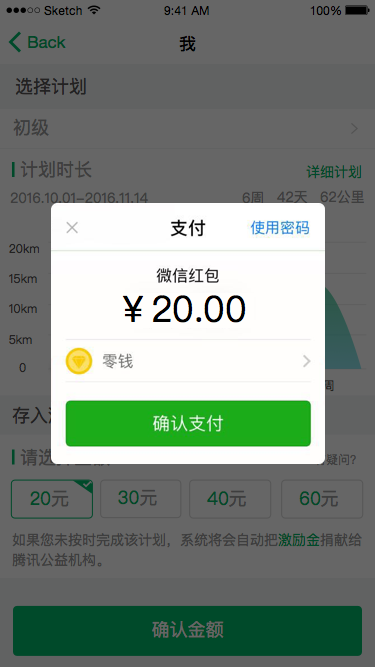 Sketch 9:41 AM 100%
Back 我
选择计划
初级
计划时长 详细计划
2016.10.01-2016.11.14 6周 42天 62公里
支付 使用密码
20km
微信红包
15km
¥ 20.00
10km
5km
零钱
0
周
存入
确认支付
请选 疑问?
20元 30元 40元 60元
如果您未按时完成该计划，系统将会自动把激励金捐献给
腾讯公益机构。
确认金额